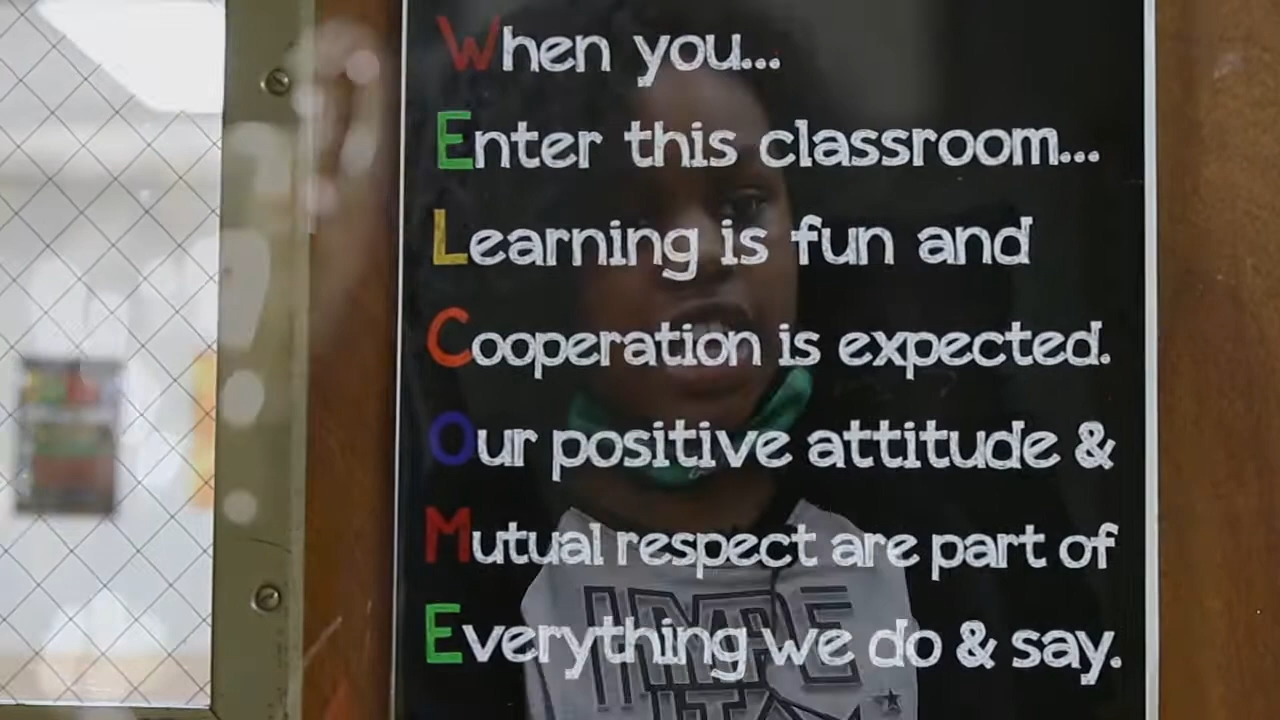 When you...
Enter this classroom...
Learning is fun and
Cooperation is expected.
Our positive attitude &
Mutual respect are part of
Everything we do & say.